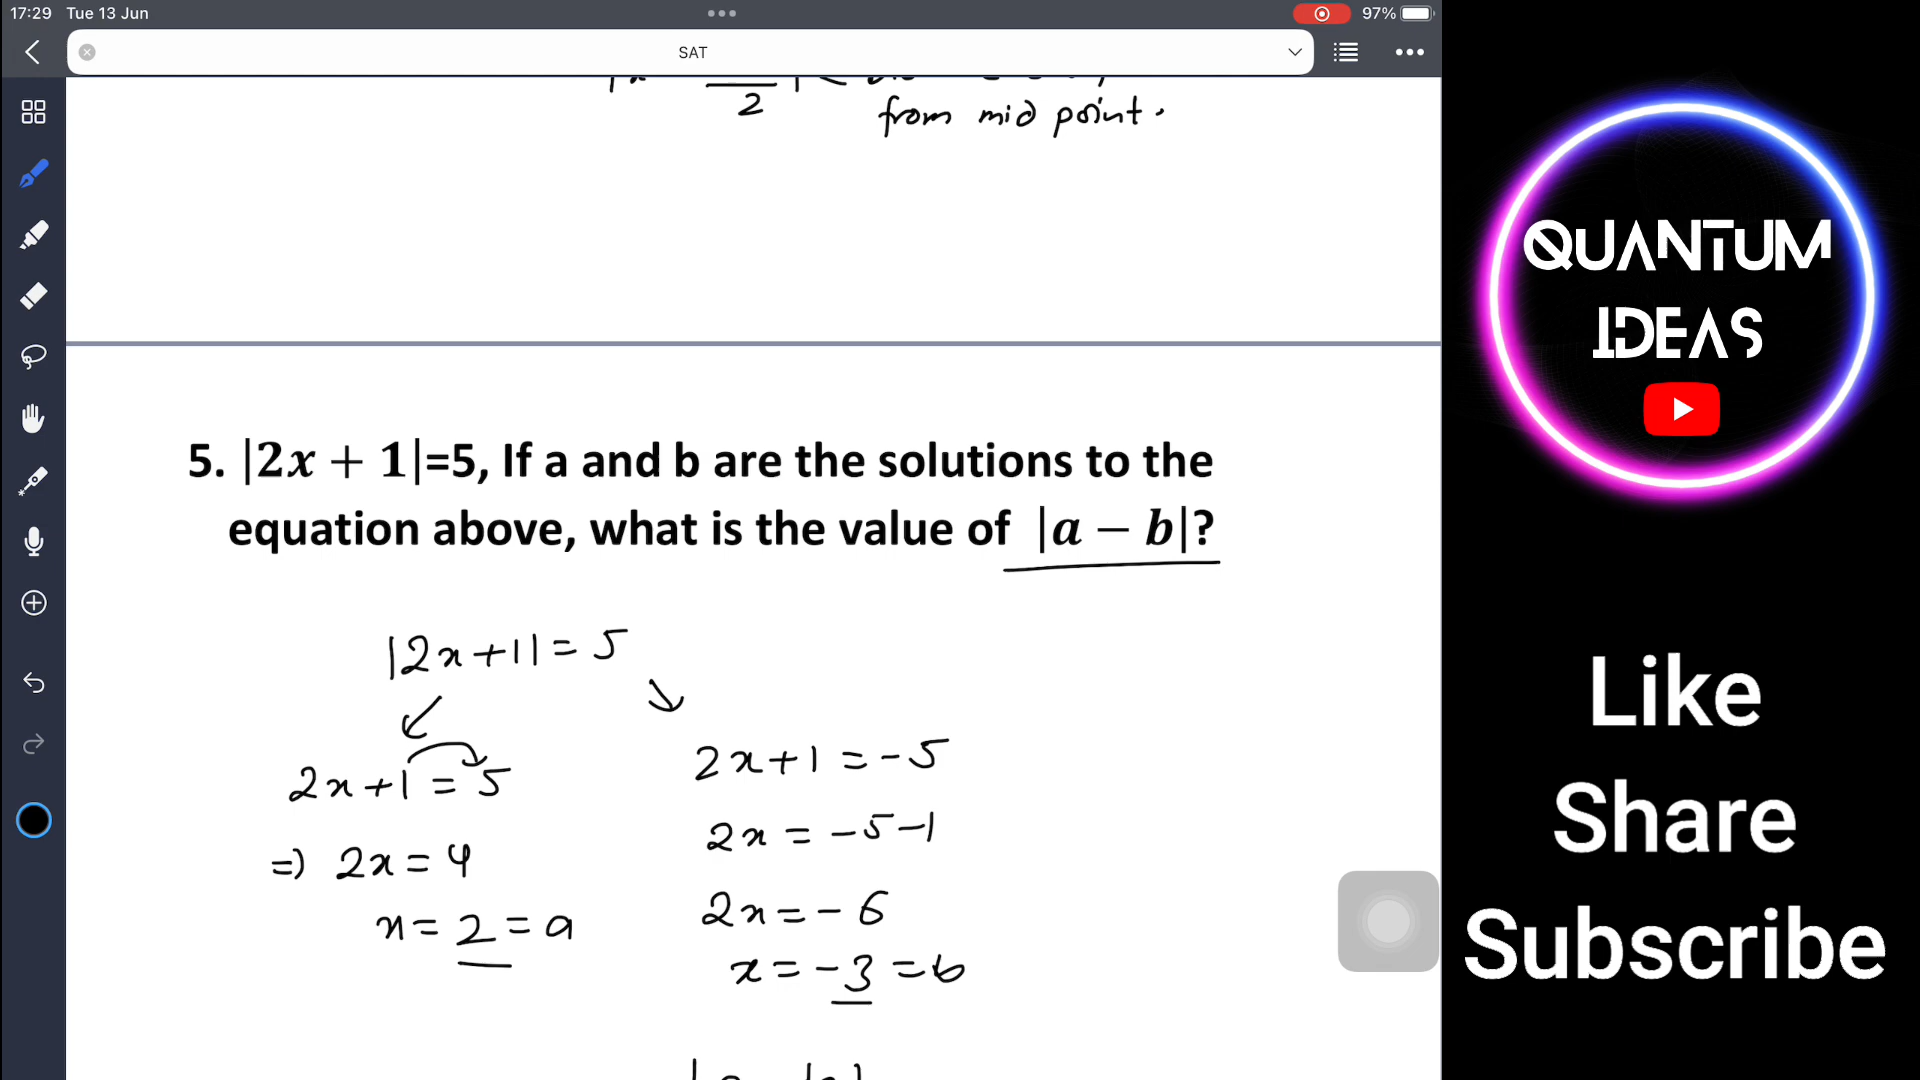 17:29 Tue 13 Jun
97%
SAT
2
from mid point.
5. |2x + 1|=5, If a and b are the solutions to the
equation above, what is the value of |a − b|?
|2x+1| = 5
2x+1 = 5
=) 2x = 4
x = 2 = a
2x+1 = -5
2x = -5-1
2x = -6
x = -3 = b
QUANTUM
IDEAS
Like
Share
Subscribe